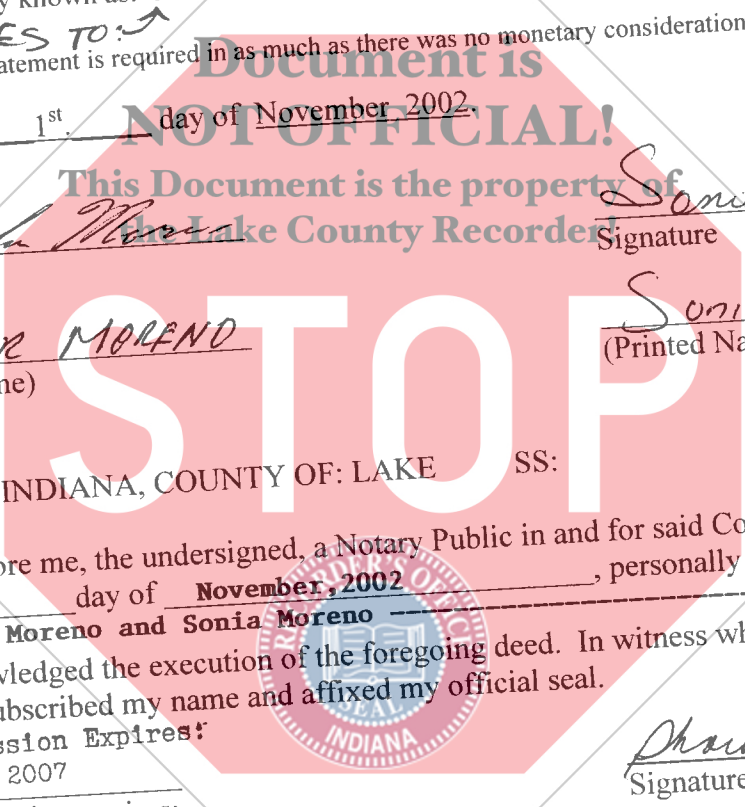 known as:
ES TO:
atement is required in as much as there was no monetary consideration
Document is
1st. day of November 2002.
NOT OFFICIAL!
This Document is the property of
the Lake County Recorder!
Signature
STOP
MORENO
Soni
(Printed Na
ne)
INDIANA, COUNTY OF: LAKE SS:
ore me, the undersigned, a Notary Public in and for said Co
day of November, 2002, personally
Moreno and Sonia Moreno
wledged the execution of the foregoing deed. In witness wh
ubscribed my name and affixed my official seal.
ssion Expires:
2007
Signature
RECORDER'S OFFICE
SEAL
INDIANA